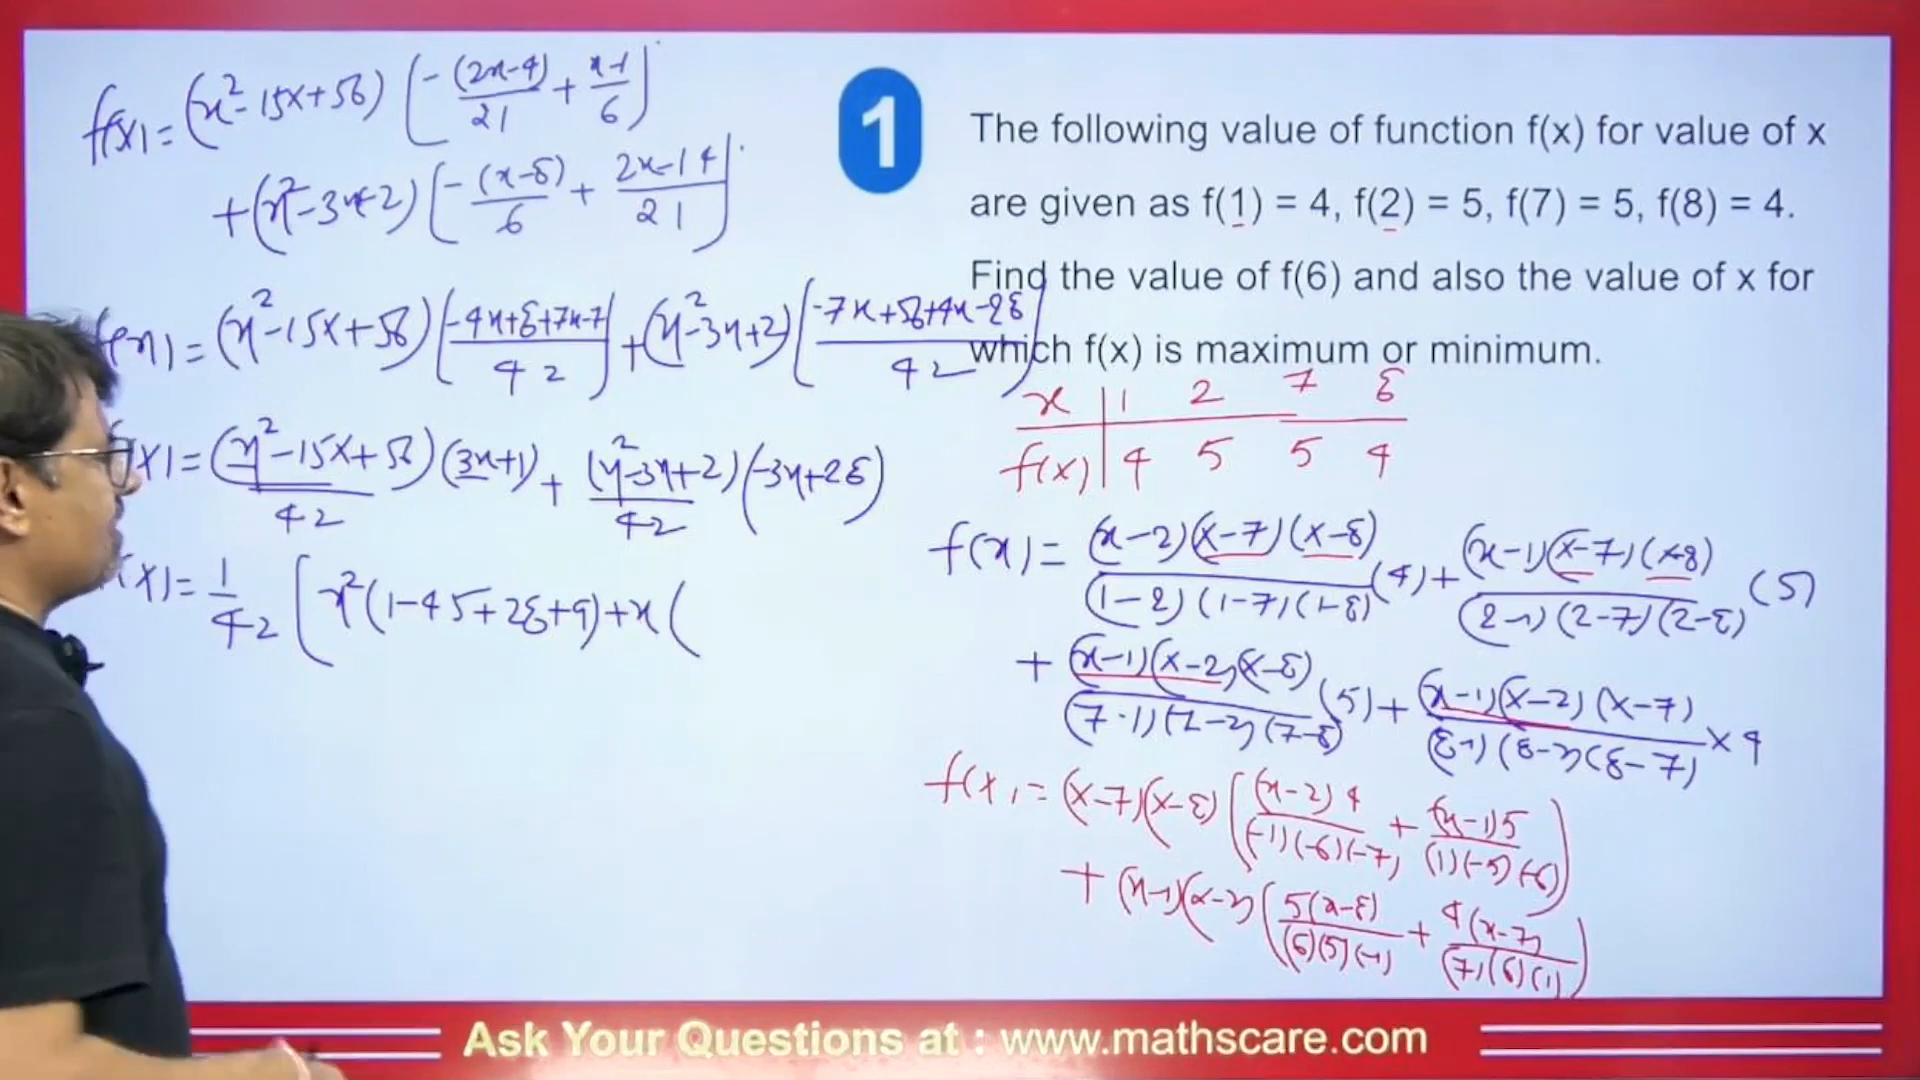 f(x) = (x²-15x+56) [-(2x-4)/21 + x-1/6]
+(x²-3x+2) [-(x-8)/6 + 2x-14/21]
f(x) = (x²-15x+56) (-4x+8+7x-7/42) + (x²-3x+2) (-7x+56+4x-28/42)
(x) = (x²-15x+56)/42 (3x+1) + (x²-3x+2)/42 (-3x+28)
(x) = 1/42 [x²(1-45+28+9)+x(
1
The following value of function f(x) for value of x
are given as f(1) = 4, f(2) = 5, f(7) = 5, f(8) = 4.
Find the value of f(6) and also the value of x for
which f(x) is maximum or minimum.
x | 1 2 7 8
f(x) | 4 5 5 4
f(x) = (x-2)(x-7)(x-8)/(1-2)(1-7)(1-8) (4) + (x-1)(x-7)(x-8)/(2-1)(2-7)(2-8) (5)
+ (x-1)(x-2)(x-8)/(7-1)(7-2)(7-8) (5) + (x-1)(x-2)(x-7)/(8-1)(8-2)(8-7) × 4
f(x) = (x-7)(x-8) ((x-2)4/(-1)(-6)(-7) + (x-1)5/(1)(-5)(-6))
+ (x-1)(x-2) (5(x-8)/(6)(5)(-1) + 4(x-7)/(7)(6)(1))
Ask Your Questions at : www.mathscare.com